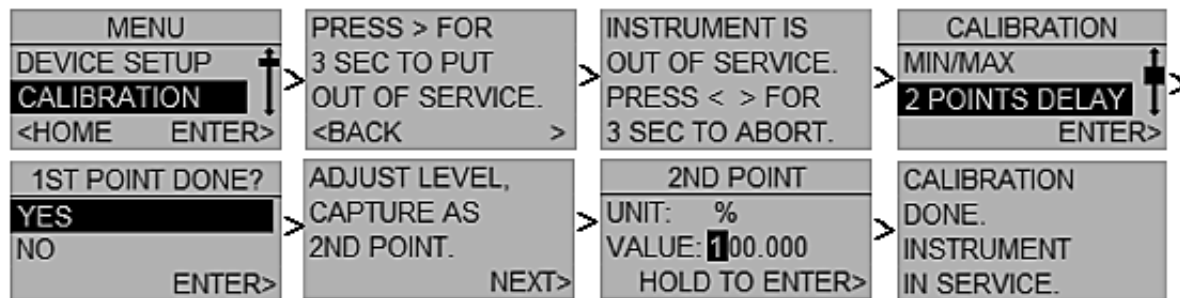 MENU
DEVICE SETUP
CALIBRATION
<HOME ENTER>
>
PRESS > FOR
3 SEC TO PUT
OUT OF SERVICE.
<BACK >
>
INSTRUMENT IS
OUT OF SERVICE.
PRESS < > FOR
3 SEC TO ABORT.
>
CALIBRATION
MIN/MAX
2 POINTS DELAY
ENTER>
>
1ST POINT DONE?
YES
NO
ENTER>
>
ADJUST LEVEL,
CAPTURE AS
2ND POINT.
NEXT>
>
2ND POINT
UNIT: %
VALUE: 100.000
HOLD TO ENTER>
>
CALIBRATION
DONE.
INSTRUMENT
IN SERVICE.